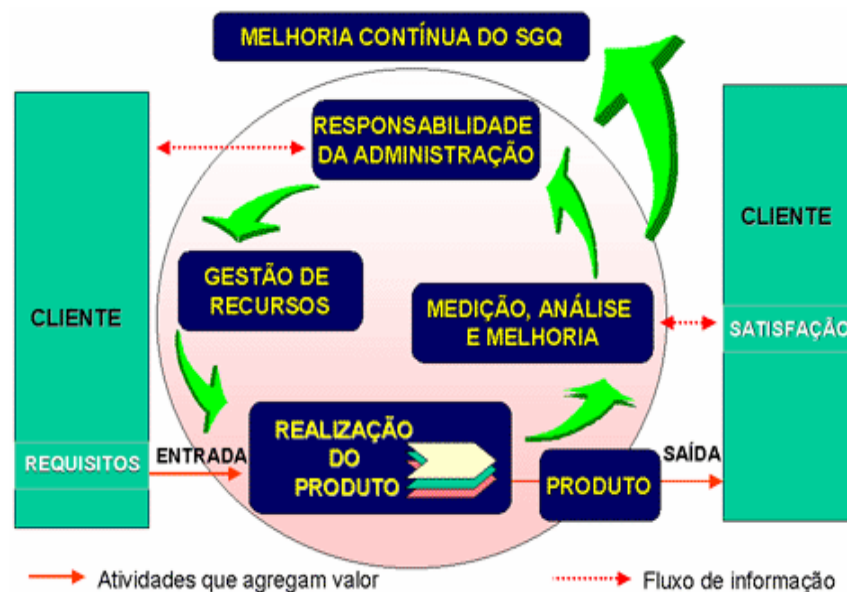 MELHORIA CONTÍNUA DO SGQ
RESPONSABILIDADE
DA ADMINISTRAÇÃO
CLIENTE
GESTÃO DE
RECURSOS
MEDIÇÃO, ANÁLISE
E MELHORIA
CLIENTE
SATISFAÇÃO
REQUISITOS
ENTRADA
REALIZAÇÃO
DO
PRODUTO
PRODUTO
SAÍDA
Atividades que agregam valor
Fluxo de informação